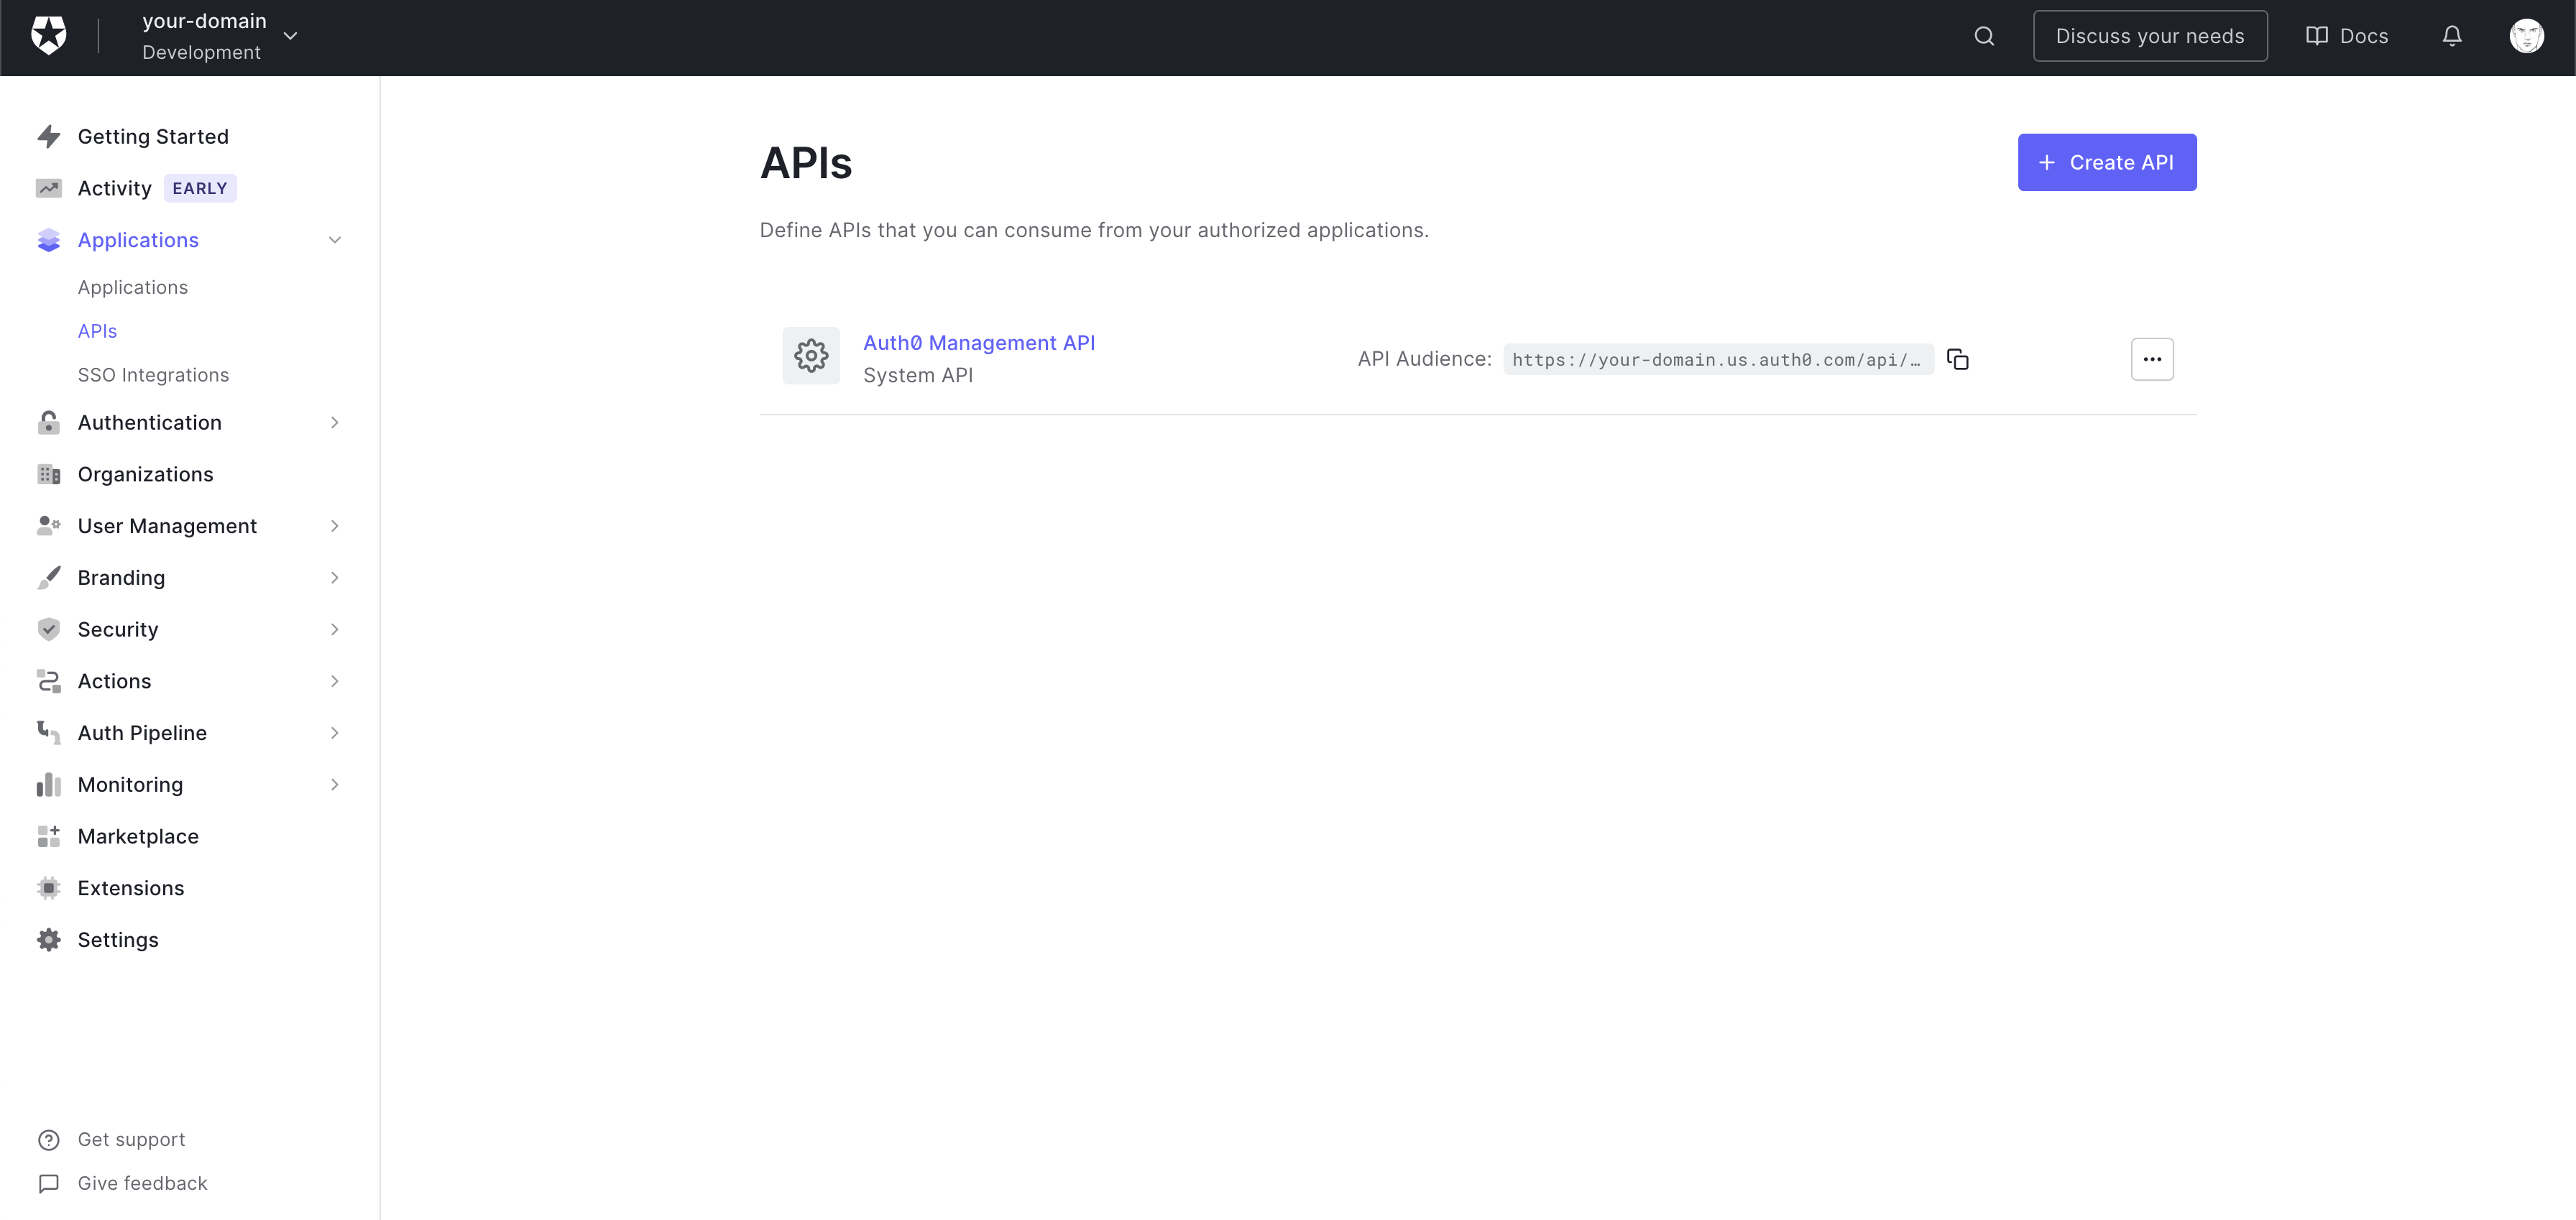 your-domain
Development
Discuss your needs
Docs
Getting Started
Activity EARLY
Applications
Applications
APIs
SSO Integrations
Authentication
Organizations
User Management
Branding
Security
Actions
Auth Pipeline
Monitoring
Marketplace
Extensions
Settings
Get support
Give feedback
APIs
+ Create API
Define APIs that you can consume from your authorized applications.
Auth0 Management API
System API
API Audience: https://your-domain.us.auth0.com/api/…